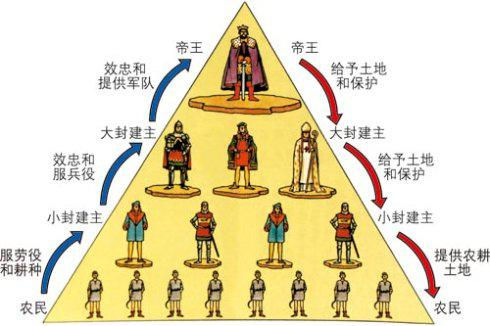 帝王
效忠和
提供军队
大封建主
效忠和
服兵役
小封建主
服劳役
和耕种
农民
帝王
给予土地
和保护
大封建主
给予土地
和保护
小封建主
提供农耕
土地
农民